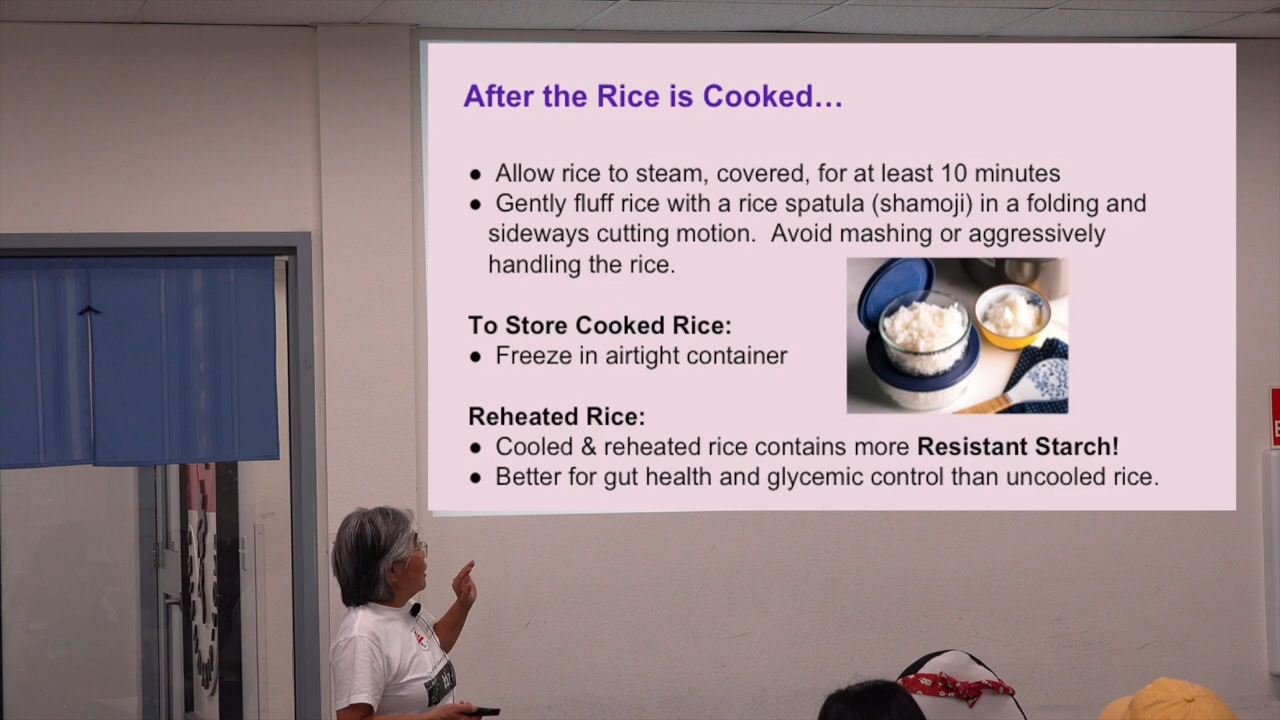 After the Rice is Cooked…
● Allow rice to steam, covered, for at least 10 minutes
● Gently fluff rice with a rice spatula (shamoji) in a folding and
sideways cutting motion.  Avoid mashing or aggressively
handling the rice.
To Store Cooked Rice:
● Freeze in airtight container
Reheated Rice:
● Cooled & reheated rice contains more Resistant Starch!
● Better for gut health and glycemic control than uncooled rice.